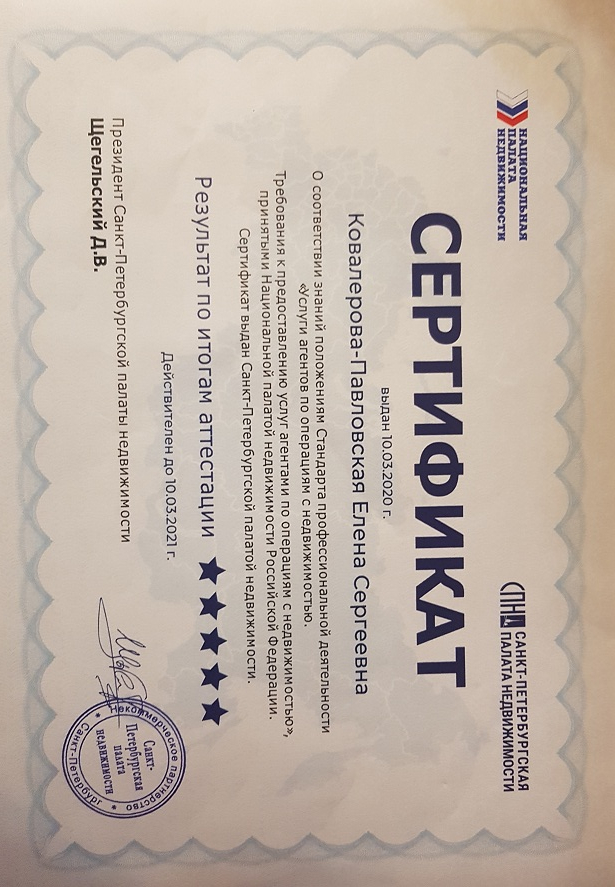 НАЦИОНАЛЬНАЯ
ПАЛАТА
НЕДВИЖИМОСТИ
СПНД САНКТ-ПЕТЕРБУРГСКАЯ
ПАЛАТА НЕДВИЖИМОСТИ
СЕРТИФИКАТ
выдан 10.03.2020 г.
Ковалерова-Павловская Елена Сергеевна
О соответствии знаний положениям Стандарта профессиональной деятельности
«Услуги агентов по операциям с недвижимостью.
Требования к предоставлению услуг агентами по операциям с недвижимостью»,
принятыми Национальной палатой недвижимости Российской Федерации.
Сертификат выдан Санкт-Петербургской палатой недвижимости.
Результат по итогам аттестации ★★★★★
Действителен до 10.03.2021 г.
Президент Санкт-Петербургской палаты недвижимости
Щегельский Д.В.
Некоммерческое партнерство
Санкт-
Петербургская
палата
недвижимости
* Санкт-Петербург *